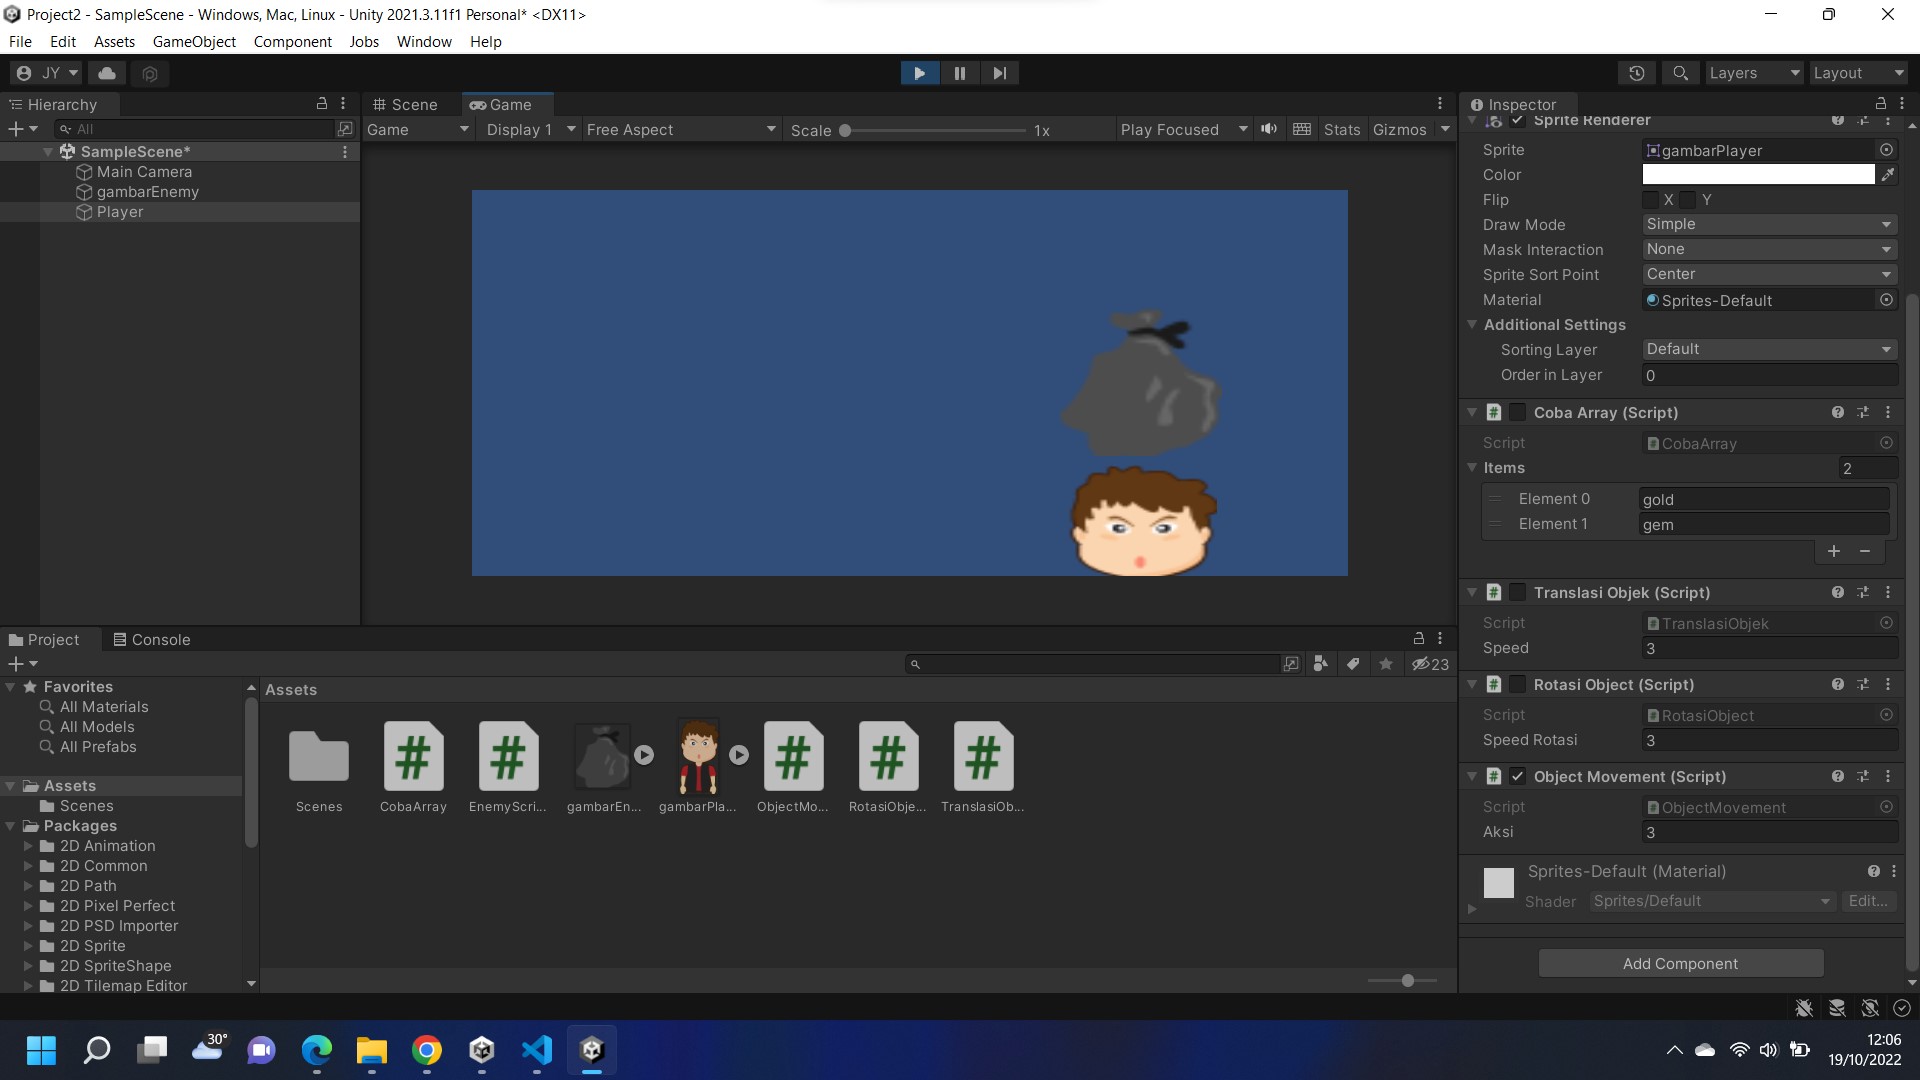 Project2 - SampleScene - Windows, Mac, Linux - Unity 2021.3.11f1 Personal* <DX11>
File Edit Assets GameObject Component Jobs Window Help
JY Layers Layout
Hierarchy
All
SampleScene*
Main Camera
gambarEnemy
Player
Scene Game
Game Display 1 Free Aspect Scale 1x Play Focused Stats Gizmos
Inspector
Sprite Renderer
Sprite gambarPlayer
Color
Flip X Y
Draw Mode Simple
Mask Interaction None
Sprite Sort Point Center
Material Sprites-Default
Additional Settings
Sorting Layer Default
Order in Layer 0
# Coba Array (Script)
Script CobaArray
Items 2
Element 0 gold
Element 1 gem
+ −
# Translasi Objek (Script)
Script TranslasiObjek
Speed 3
# Rotasi Object (Script)
Script RotasiObject
Speed Rotasi 3
# Object Movement (Script)
Script ObjectMovement
Aksi 3
Sprites-Default (Material)
Shader Sprites/Default Edit...
Add Component
Project Console
23
Favorites
All Materials
All Models
All Prefabs
Assets
Scenes
Packages
2D Animation
2D Common
2D Path
2D Pixel Perfect
2D PSD Importer
2D Sprite
2D SpriteShape
2D Tilemap Editor
Assets
# # # # #
Scenes CobaArray EnemyScri... gambarEn... gambarPla... ObjectMo... RotasiObje... TranslasiOb...
30°
12:06
19/10/2022